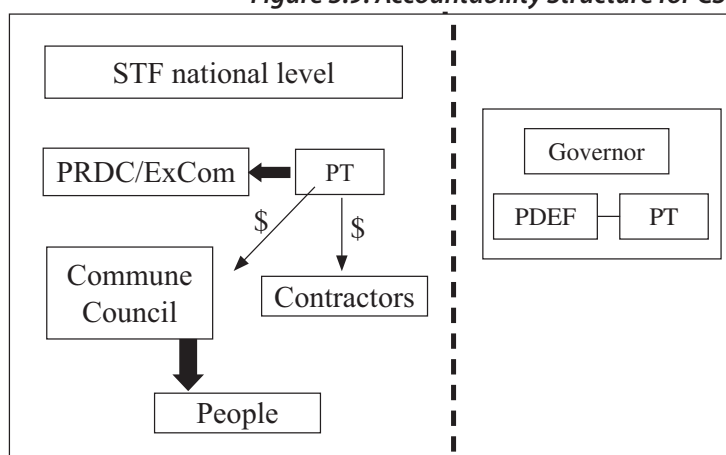 Figure 3.9. Accountability Structure for CS
STF national level
PRDC/ExCom
PT
$
$
Commune
Council
Contractors
People
Governor
PDEF
PT